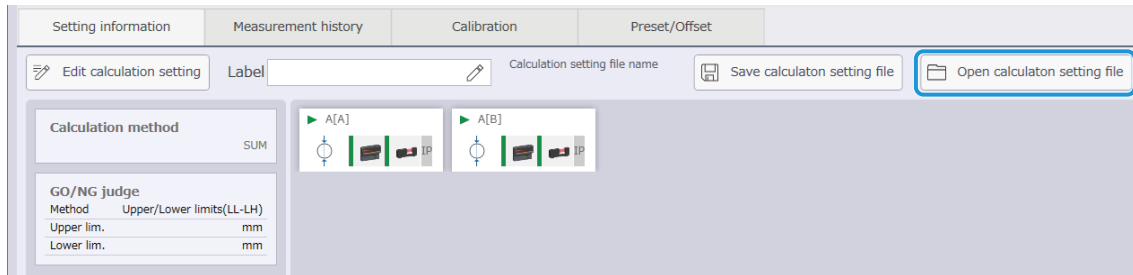 Setting information
Measurement history
Calibration
Preset/Offset
Edit calculation setting
Label
Calculation setting file name
Save calculaton setting file
Open calculaton setting file
Calculation method
SUM
GO/NG judge
Method Upper/Lower limits(LL-LH)
Upper lim. mm
Lower lim. mm
A[A]
IP
A[B]
IP